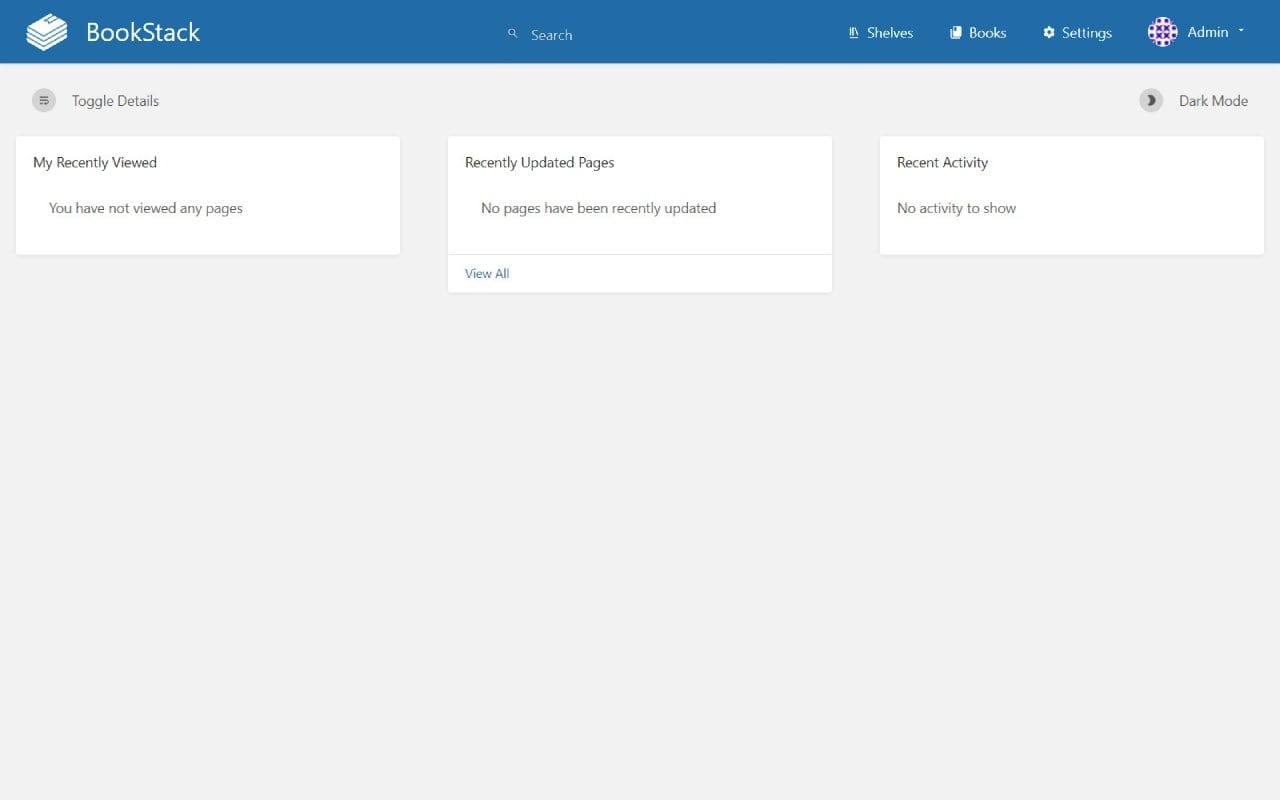 BookStack
Search
Shelves
Books
Settings
Admin
Toggle Details
Dark Mode
My Recently Viewed
You have not viewed any pages
Recently Updated Pages
No pages have been recently updated
View All
Recent Activity
No activity to show